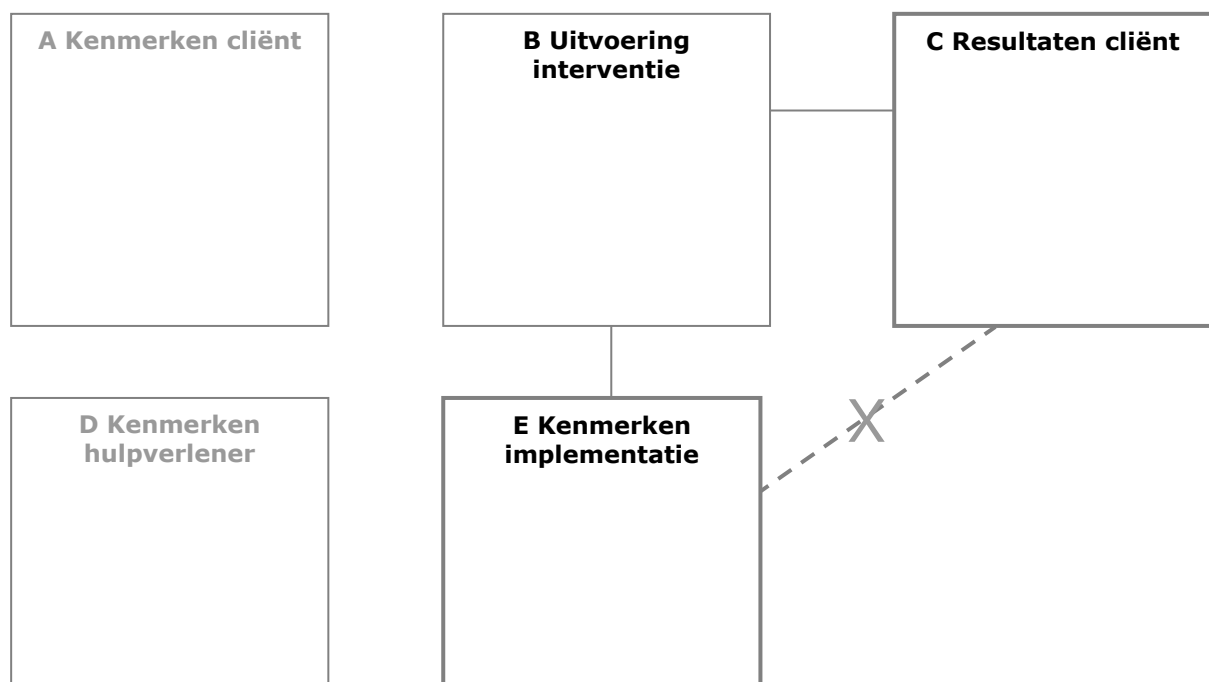 A Kenmerken cliënt
B Uitvoering
interventie
C Resultaten cliënt
D Kenmerken
hulpverlener
E Kenmerken
implementatie
X